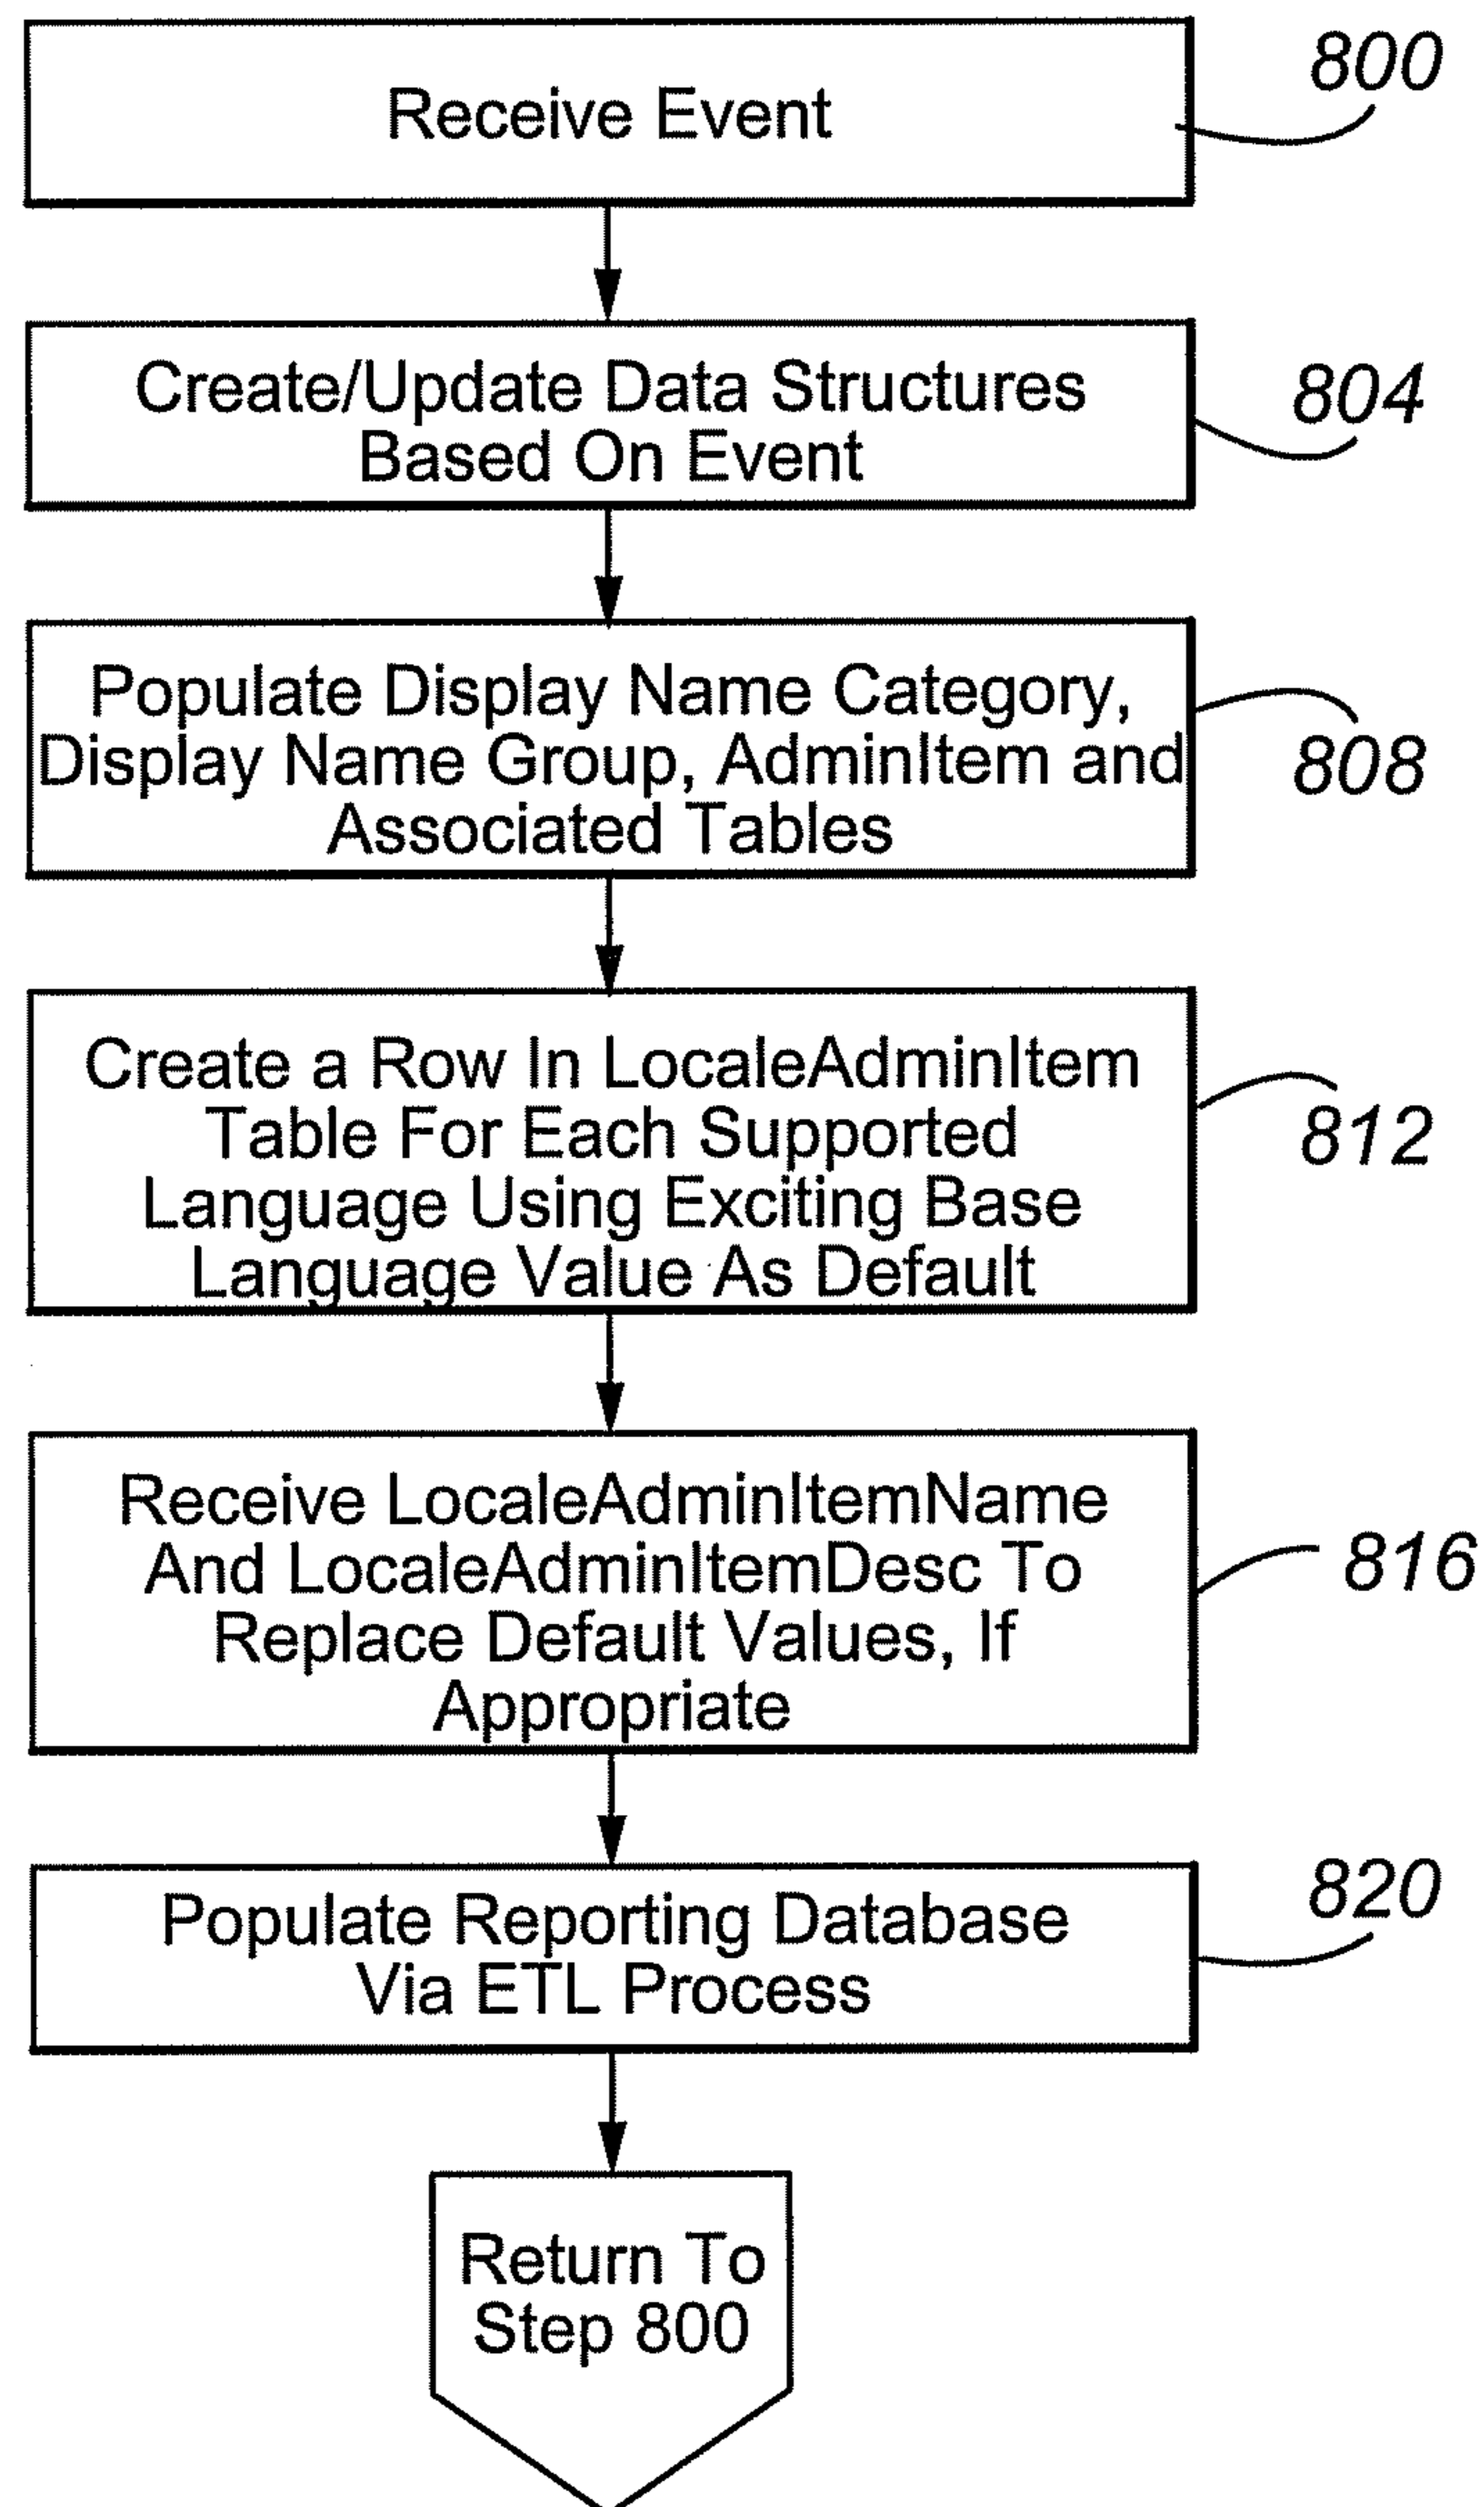 Receive Event
800
Create/Update Data Structures
Based On Event
804
Populate Display Name Category,
Display Name Group, AdminItem and
Associated Tables
808
Create a Row In LocaleAdminItem
Table For Each Supported
Language Using Exciting Base
Language Value As Default
812
Receive LocaleAdminItemName
And LocaleAdminItemDesc To
Replace Default Values, If
Appropriate
816
Populate Reporting Database
Via ETL Process
820
Return To
Step 800